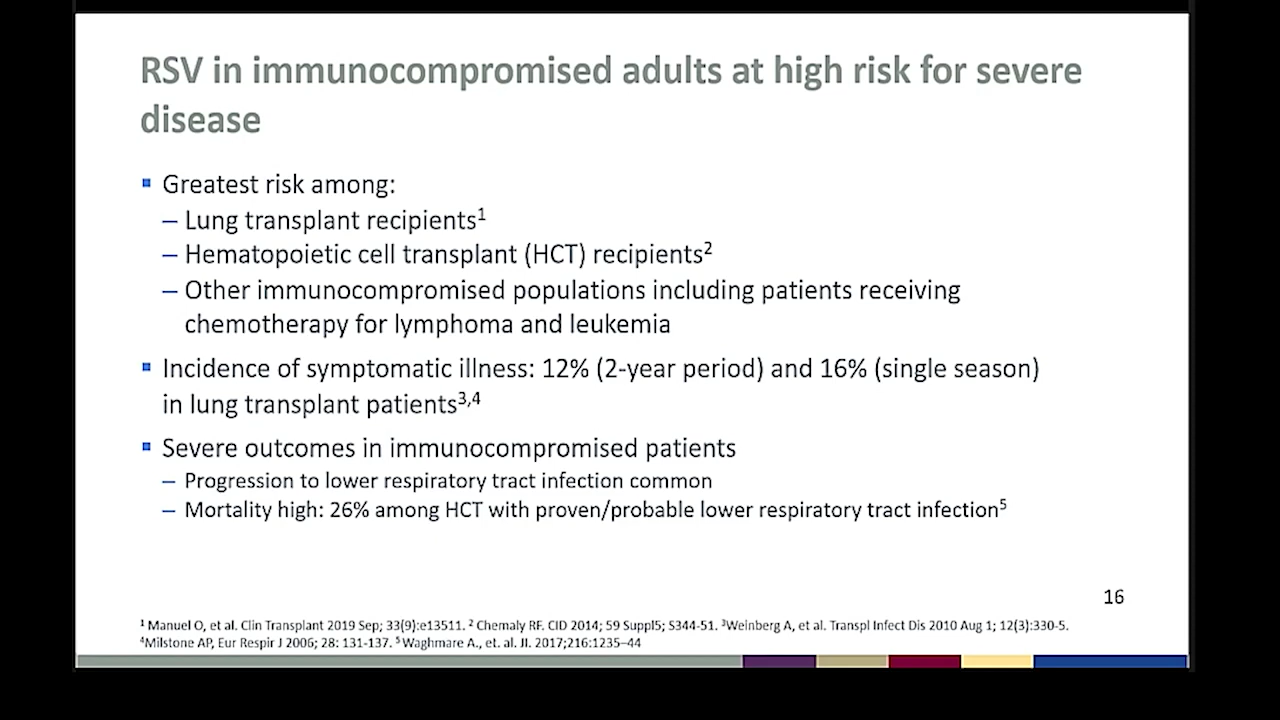 RSV in immunocompromised adults at high risk for severe
disease
▪ Greatest risk among:
– Lung transplant recipients¹
– Hematopoietic cell transplant (HCT) recipients²
– Other immunocompromised populations including patients receiving
chemotherapy for lymphoma and leukemia
▪ Incidence of symptomatic illness: 12% (2-year period) and 16% (single season)
in lung transplant patients³,⁴
▪ Severe outcomes in immunocompromised patients
– Progression to lower respiratory tract infection common
– Mortality high: 26% among HCT with proven/probable lower respiratory tract infection⁵
16
¹ Manuel O, et al. Clin Transplant 2019 Sep; 33(9):e13511. ² Chemaly RF. CID 2014; 59 Suppl5; S344-51. ³Weinberg A, et al. Transpl Infect Dis 2010 Aug 1; 12(3):330-5.
⁴Milstone AP, Eur Respir J 2006; 28: 131-137. ⁵ Waghmare A., et. al. JI. 2017;216:1235–44